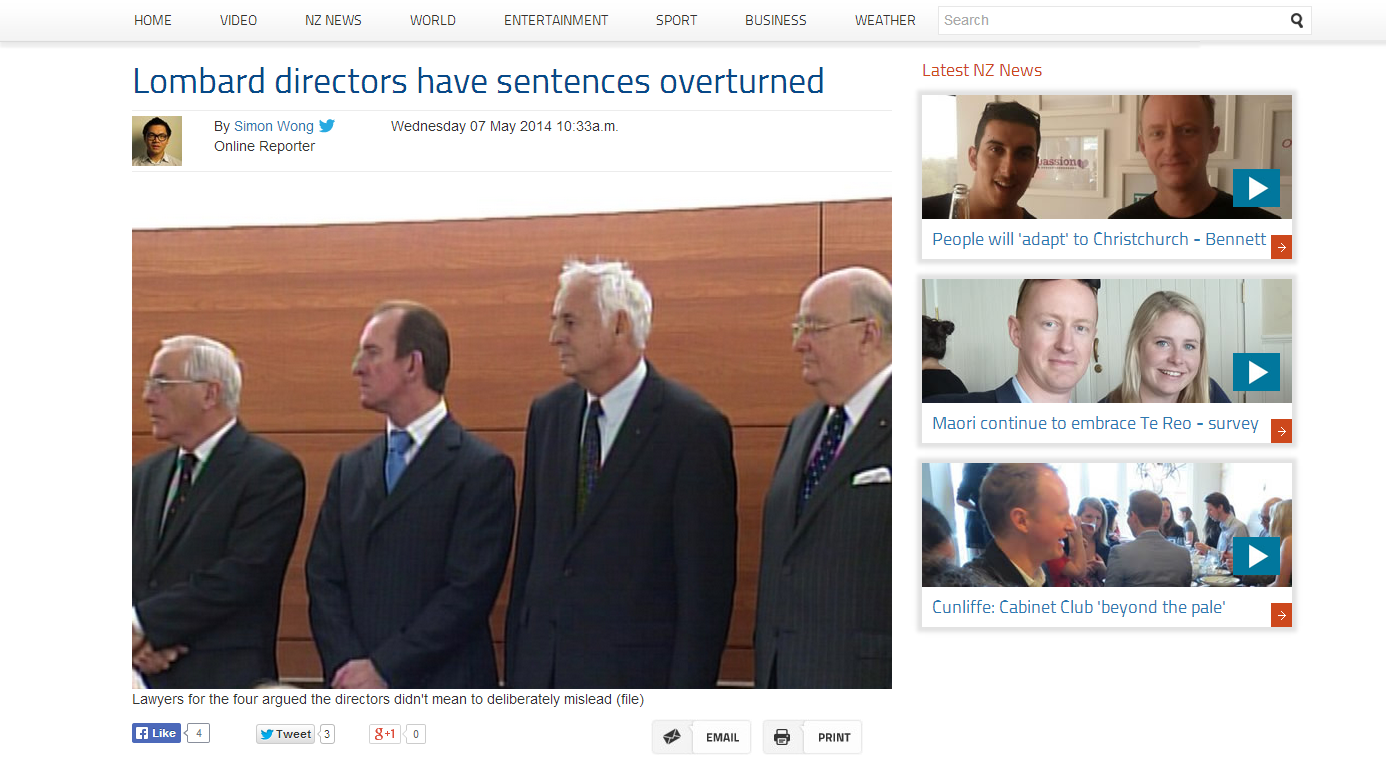 HOME VIDEO NZ NEWS WORLD ENTERTAINMENT SPORT BUSINESS WEATHER Search
Lombard directors have sentences overturned
By Simon Wong Wednesday 07 May 2014 10:33a.m.
Online Reporter
Lawyers for the four argued the directors didn't mean to deliberately mislead (file)
Like 4 Tweet 3 g+1 0 EMAIL PRINT
Latest NZ News
passion
People will 'adapt' to Christchurch - Bennett
Maori continue to embrace Te Reo - survey
Cunliffe: Cabinet Club 'beyond the pale'